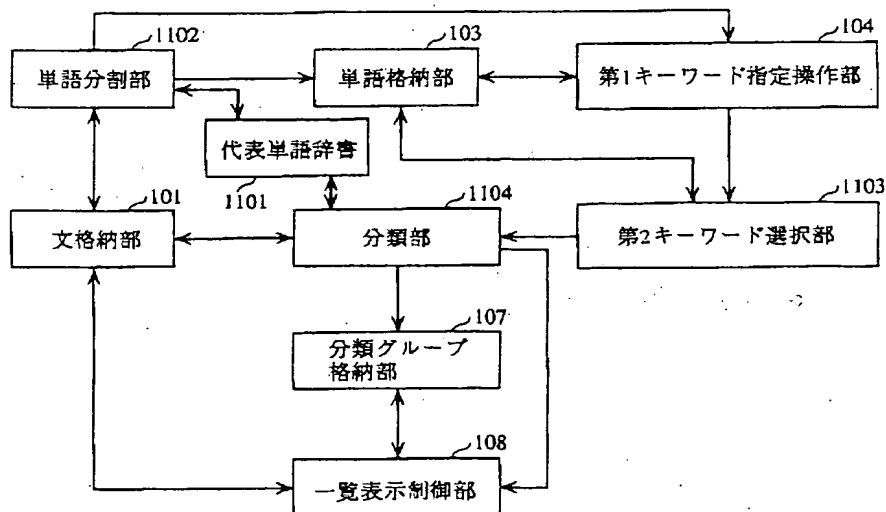 1102
103
104
単語分割部
単語格納部
第1キーワード指定操作部
代表単語辞書
1101
101
1104
1103
文格納部
分類部
第2キーワード選択部
107
分類グループ
格納部
108
一覧表示制御部